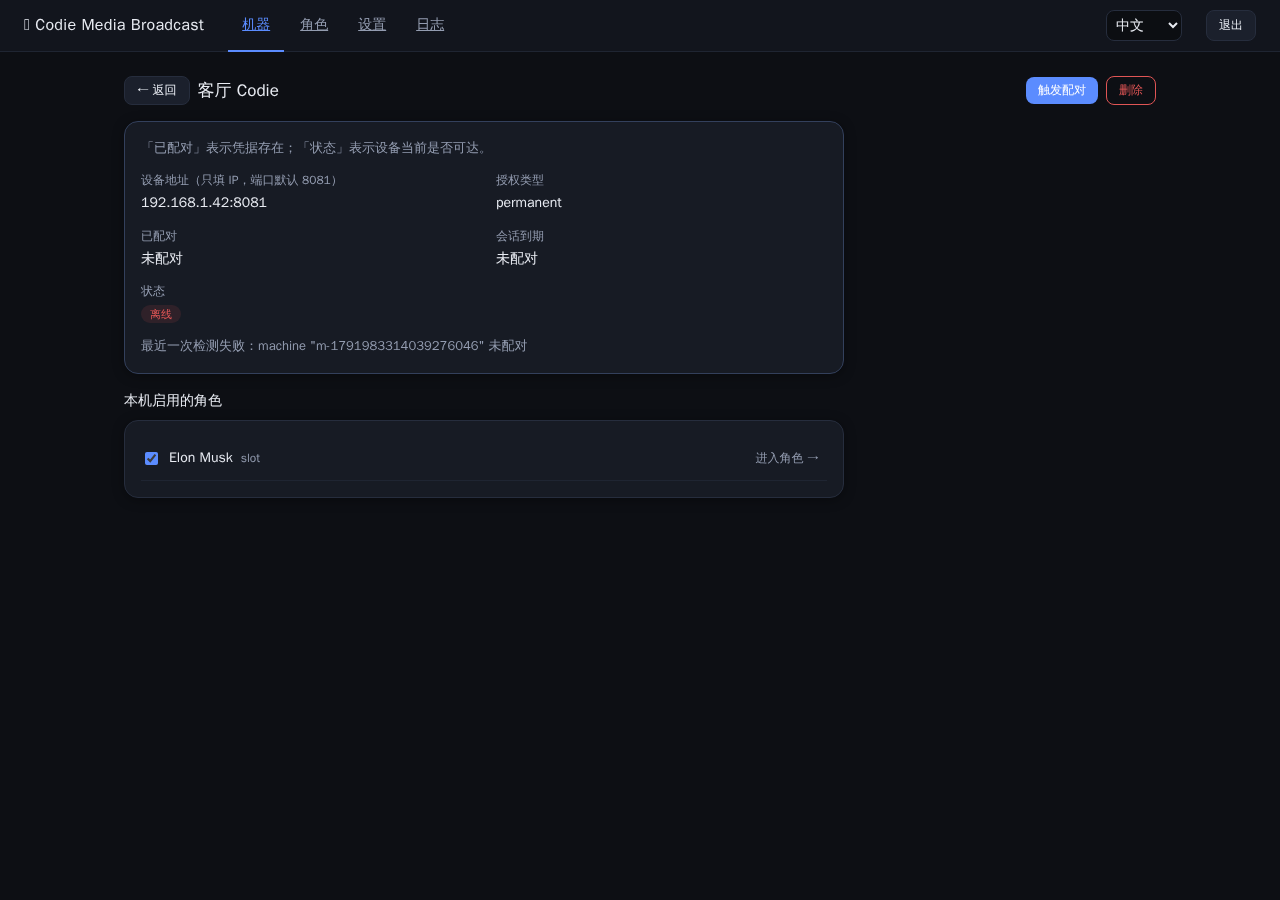 Codie Media Broadcast 机器 角色 设置 日志 中文 退出
← 返回 客厅 Codie 触发配对 删除
「已配对」表示凭据存在；「状态」表示设备当前是否可达。
设备地址（只填 IP，端口默认 8081） 授权类型
192.168.1.42:8081 permanent
已配对 会话到期
未配对 未配对
状态
离线
最近一次检测失败：machine "m-1791983314039276046" 未配对
本机启用的角色
Elon Musk slot 进入角色 →